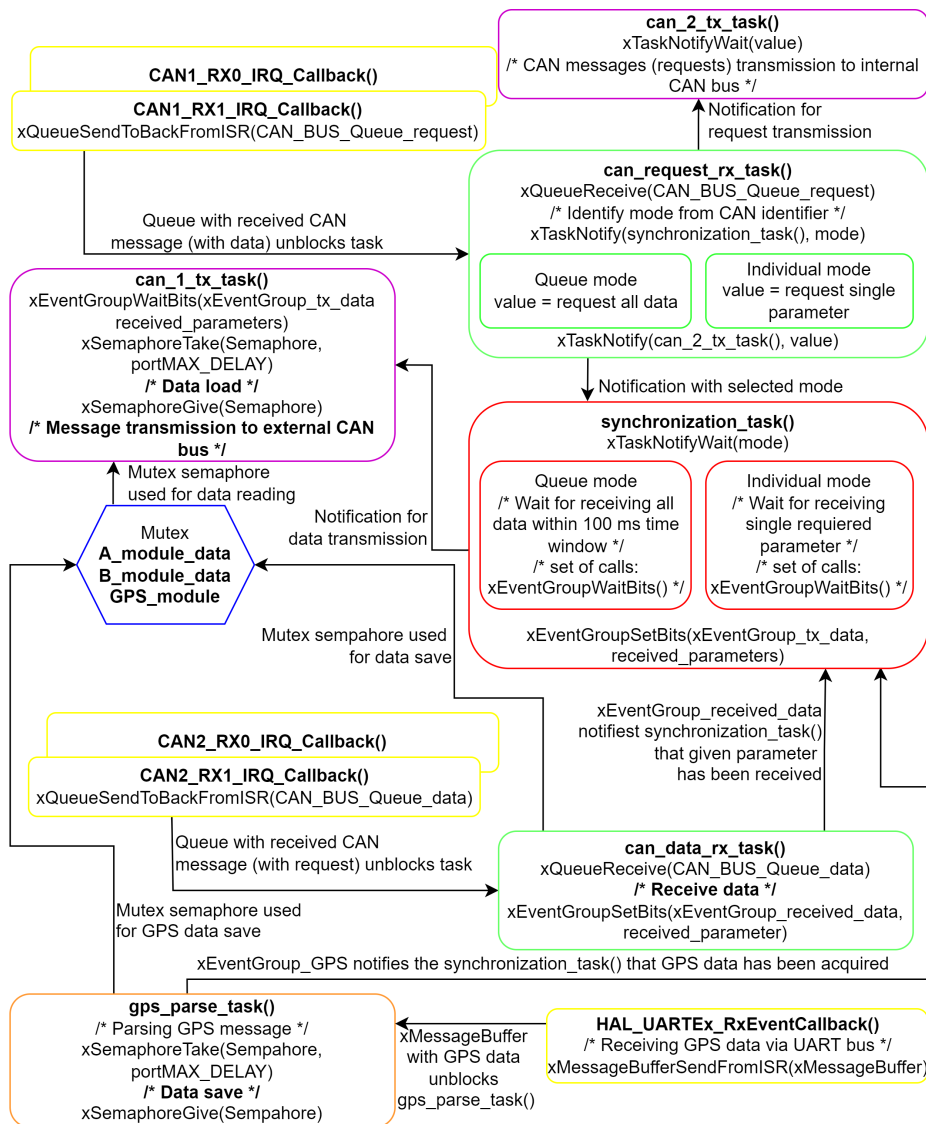 can_2_tx_task()
xTaskNotifyWait(value)
/* CAN messages (requests) transmission to internal
CAN bus */
CAN1_RX0_IRQ_Callback()
CAN1_RX1_IRQ_Callback()
xQueueSendToBackFromISR(CAN_BUS_Queue_request)
Notification for
request transmission
can_request_rx_task()
xQueueReceive(CAN_BUS_Queue_request)
/* Identify mode from CAN identifier */
xTaskNotify(synchronization_task(), mode)
Queue mode
value = request all data
Individual mode
value = request single
parameter
xTaskNotify(can_2_tx_task(), value)
Queue with received CAN
message (with data) unblocks task
can_1_tx_task()
xEventGroupWaitBits(xEventGroup_tx_data
received_parameters)
xSemaphoreTake(Semaphore,
portMAX_DELAY)
/* Data load */
xSemaphoreGive(Semaphore)
/* Message transmission to external CAN
bus */
Notification with selected mode
synchronization_task()
xTaskNotifyWait(mode)
Queue mode
/* Wait for receiving all
data within 100 ms time
window */
/* set of calls:
xEventGroupWaitBits() */
Individual mode
/* Wait for receiving
single requiered
parameter */
/* set of calls:
xEventGroupWaitBits() */
xEventGroupSetBits(xEventGroup_tx_data,
received_parameters)
Mutex semaphore
used for data reading
Notification for
data transmission
Mutex
A_module_data
B_module_data
GPS_module
Mutex sempahore used
for data save
xEventGroup_received_data
notifiest synchronization_task()
that given parameter
has been received
CAN2_RX0_IRQ_Callback()
CAN2_RX1_IRQ_Callback()
xQueueSendToBackFromISR(CAN_BUS_Queue_data)
Queue with received CAN
message (with request) unblocks task
can_data_rx_task()
xQueueReceive(CAN_BUS_Queue_data)
/* Receive data */
xEventGroupSetBits(xEventGroup_received_data,
received_parameter)
Mutex semaphore used
for GPS data save
xEventGroup_GPS notifies the synchronization_task() that GPS data has been acquired
gps_parse_task()
/* Parsing GPS message */
xSemaphoreTake(Sempahore,
portMAX_DELAY)
/* Data save */
xSemaphoreGive(Sempahore)
xMessageBuffer
with GPS data
unblocks
gps_parse_task()
HAL_UARTEx_RxEventCallback()
/* Receiving GPS data via UART bus */
xMessageBufferSendFromISR(xMessageBuffer)